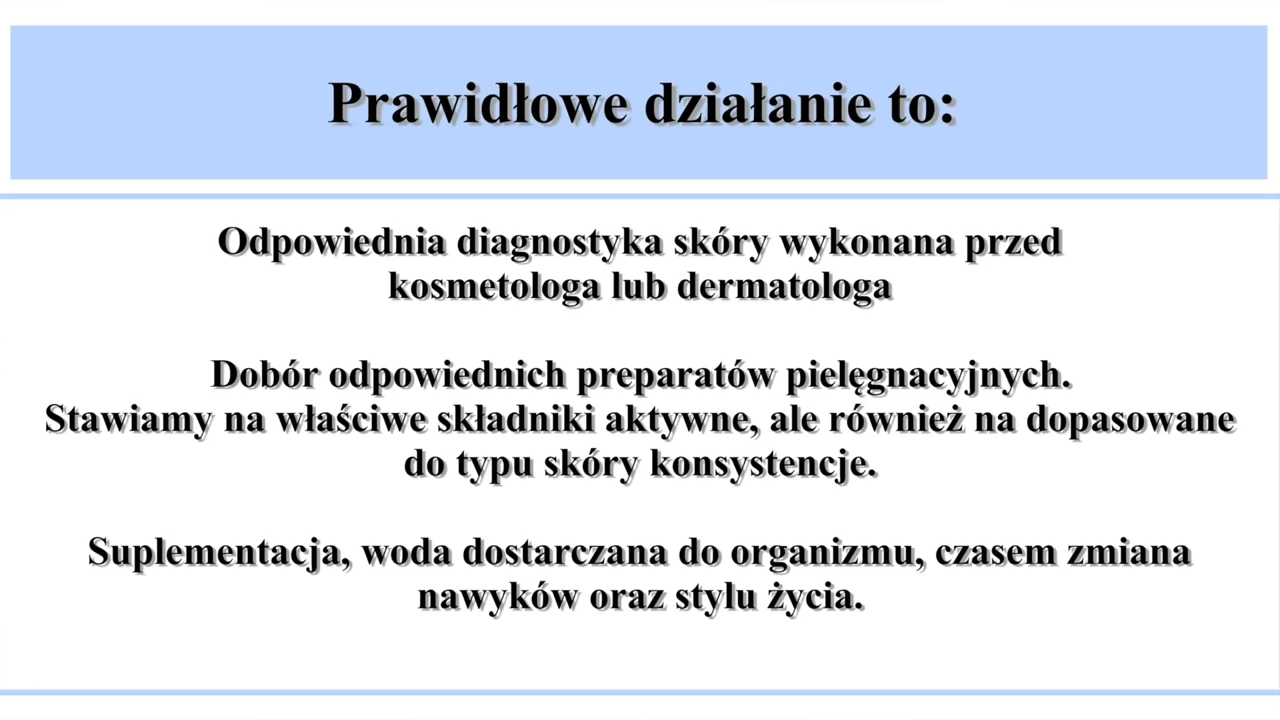 Prawidłowe działanie to:
Odpowiednia diagnostyka skóry wykonana przed
kosmetologa lub dermatologa
Dobór odpowiednich preparatów pielęgnacyjnych.
Stawiamy na właściwe składniki aktywne, ale również na dopasowane
do typu skóry konsystencje.
Suplementacja, woda dostarczana do organizmu, czasem zmiana
nawyków oraz stylu życia.